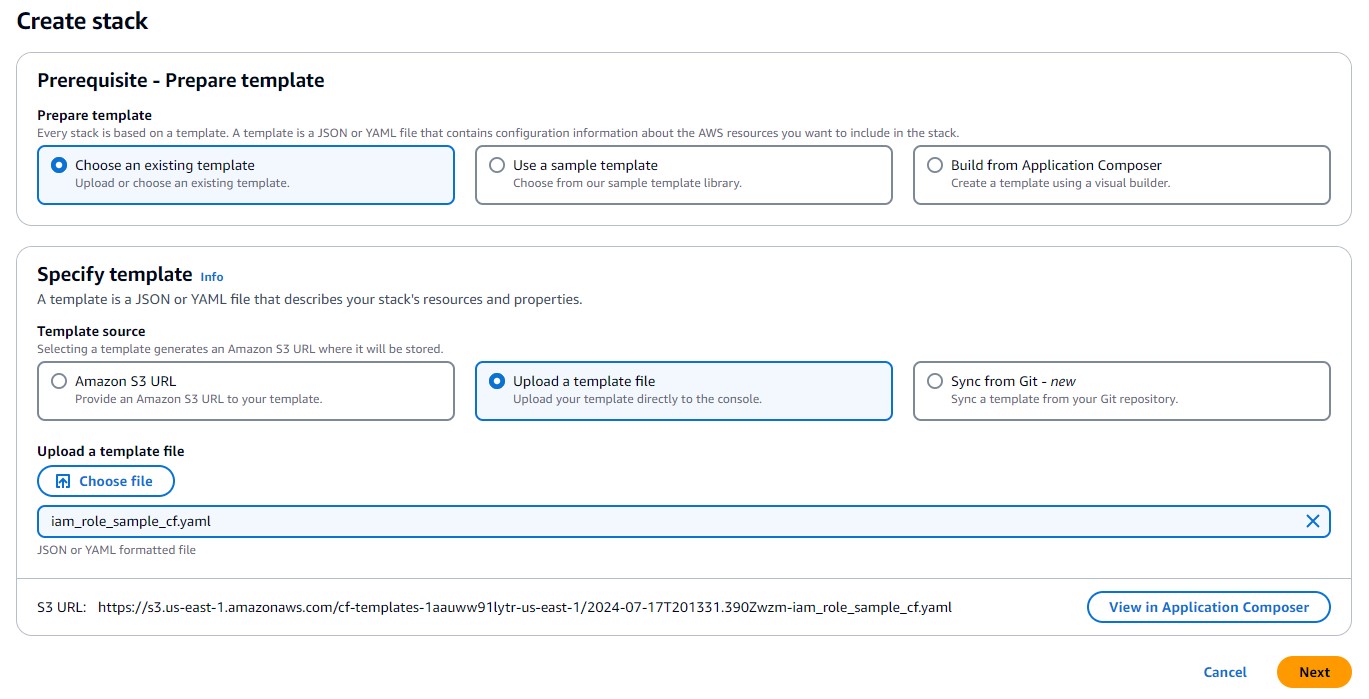 Create stack
Prerequisite - Prepare template
Prepare template
Every stack is based on a template. A template is a JSON or YAML file that contains configuration information about the AWS resources you want to include in the stack.
Choose an existing template
Upload or choose an existing template.
Use a sample template
Choose from our sample template library.
Build from Application Composer
Create a template using a visual builder.
Specify template Info
A template is a JSON or YAML file that describes your stack's resources and properties.
Template source
Selecting a template generates an Amazon S3 URL where it will be stored.
Amazon S3 URL
Provide an Amazon S3 URL to your template.
Upload a template file
Upload your template directly to the console.
Sync from Git - new
Sync a template from your Git repository.
Upload a template file
Choose file
iam_role_sample_cf.yaml
JSON or YAML formatted file
S3 URL: https://s3.us-east-1.amazonaws.com/cf-templates-1aauww91lytr-us-east-1/2024-07-17T201331.390Zwzm-iam_role_sample_cf.yaml
View in Application Composer
Cancel
Next